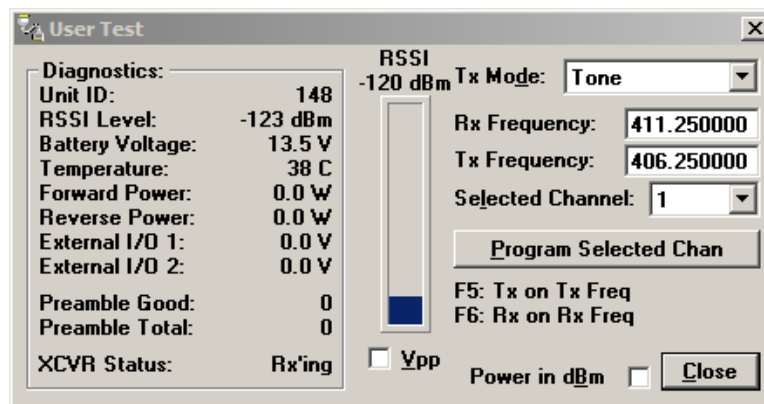 User Test
Diagnostics:
Unit ID: 148
RSSI Level: -123 dBm
Battery Voltage: 13.5 V
Temperature: 38 C
Forward Power: 0.0 W
Reverse Power: 0.0 W
External I/O 1: 0.0 V
External I/O 2: 0.0 V
Preamble Good: 0
Preamble Total: 0
XCVR Status: Rx'ing
RSSI
-120 dBm
Vpp
Tx Mode: Tone
Rx Frequency: 411.250000
Tx Frequency: 406.250000
Selected Channel: 1
Program Selected Chan
F5: Tx on Tx Freq
F6: Rx on Rx Freq
Power in dBm
Close